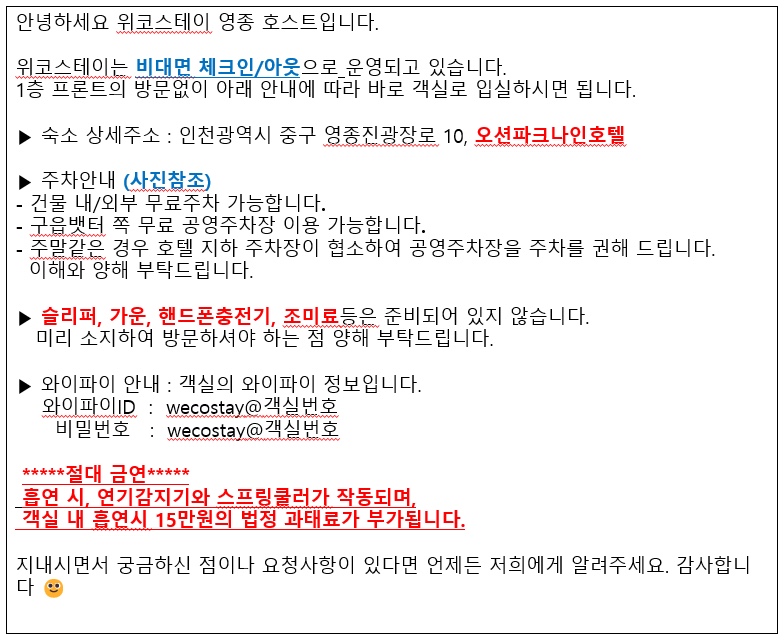 안녕하세요 위코스테이 영종 호스트입니다.
위코스테이는 비대면 체크인/아웃으로 운영되고 있습니다.
1층 프론트의 방문없이 아래 안내에 따라 바로 객실로 입실하시면 됩니다.
▶ 숙소 상세주소 : 인천광역시 중구 영종진광장로 10, 오션파크나인호텔
▶ 주차안내 (사진참조)
- 건물 내/외부 무료주차 가능합니다.
- 구읍뱃터 쪽 무료 공영주차장 이용 가능합니다.
- 주말같은 경우 호텔 지하 주차장이 협소하여 공영주차장을 주차를 권해 드립니다.
이해와 양해 부탁드립니다.
▶ 슬리퍼, 가운, 핸드폰충전기, 조미료등은 준비되어 있지 않습니다.
미리 소지하여 방문하셔야 하는 점 양해 부탁드립니다.
▶ 와이파이 안내 : 객실의 와이파이 정보입니다.
와이파이ID : wecostay@객실번호
비밀번호 : wecostay@객실번호
*****절대 금연*****
흡연 시, 연기감지기와 스프링쿨러가 작동되며,
객실 내 흡연시 15만원의 법정 과태료가 부가됩니다.
지내시면서 궁금하신 점이나 요청사항이 있다면 언제든 저희에게 알려주세요. 감사합니
다 🙂